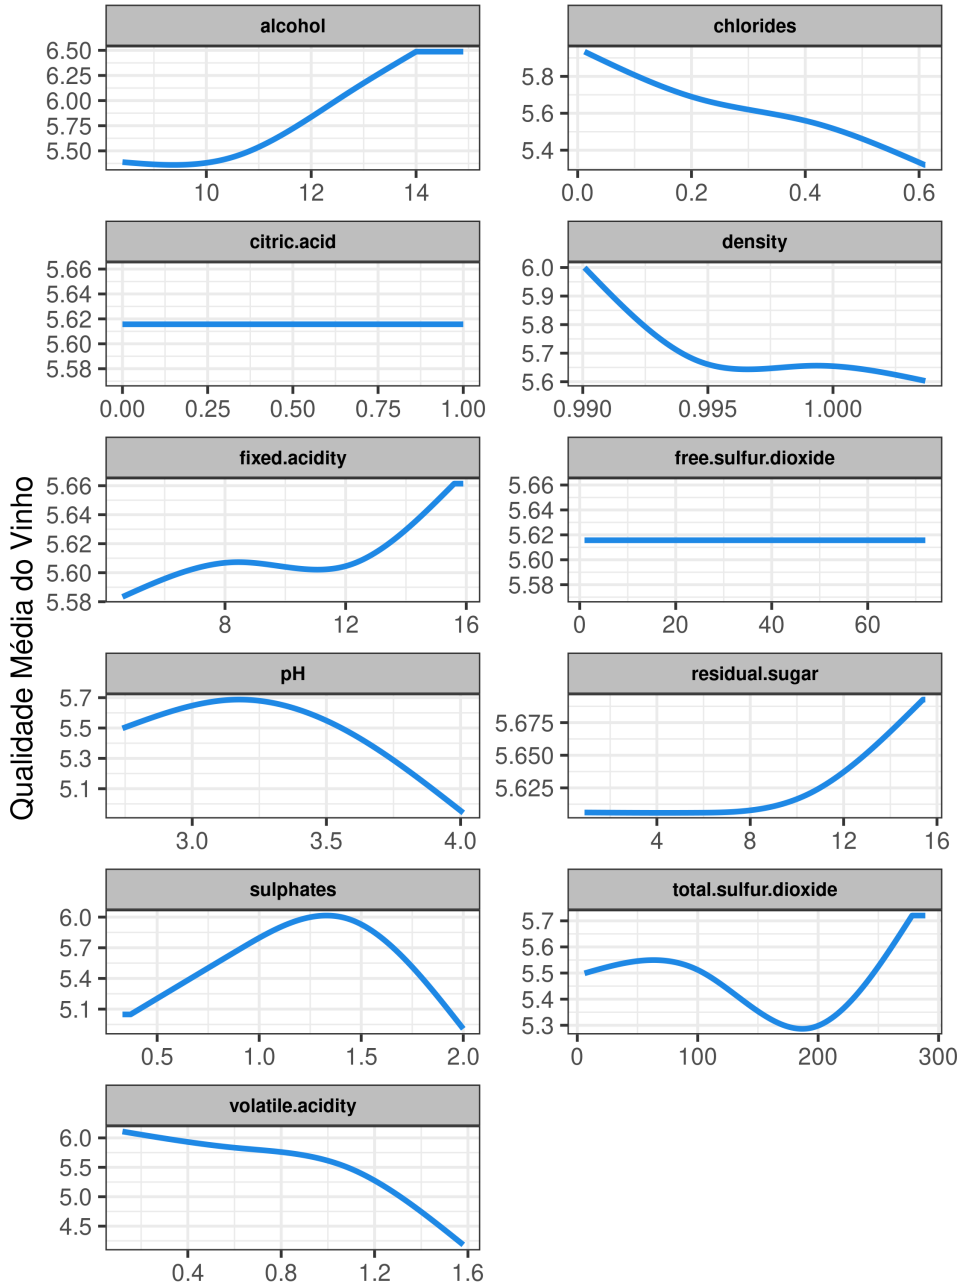 alcohol
6.50
6.25
6.00
5.75
5.50
10 12 14
chlorides
5.8
5.6
5.4
0.0 0.2 0.4 0.6
citric.acid
5.66
5.64
5.62
5.60
5.58
0.00 0.25 0.50 0.75 1.00
density
6.0
5.9
5.8
5.7
5.6
0.990 0.995 1.000
fixed.acidity
5.66
5.64
5.62
5.60
5.58
8 12 16
free.sulfur.dioxide
5.66
5.64
5.62
5.60
5.58
0 20 40 60
Qualidade Média do Vinho
pH
5.7
5.5
5.3
5.1
3.0 3.5 4.0
residual.sugar
5.675
5.650
5.625
4 8 12 16
sulphates
6.0
5.7
5.4
5.1
0.5 1.0 1.5 2.0
total.sulfur.dioxide
5.7
5.6
5.5
5.4
5.3
0 100 200 300
volatile.acidity
6.0
5.5
5.0
4.5
0.4 0.8 1.2 1.6